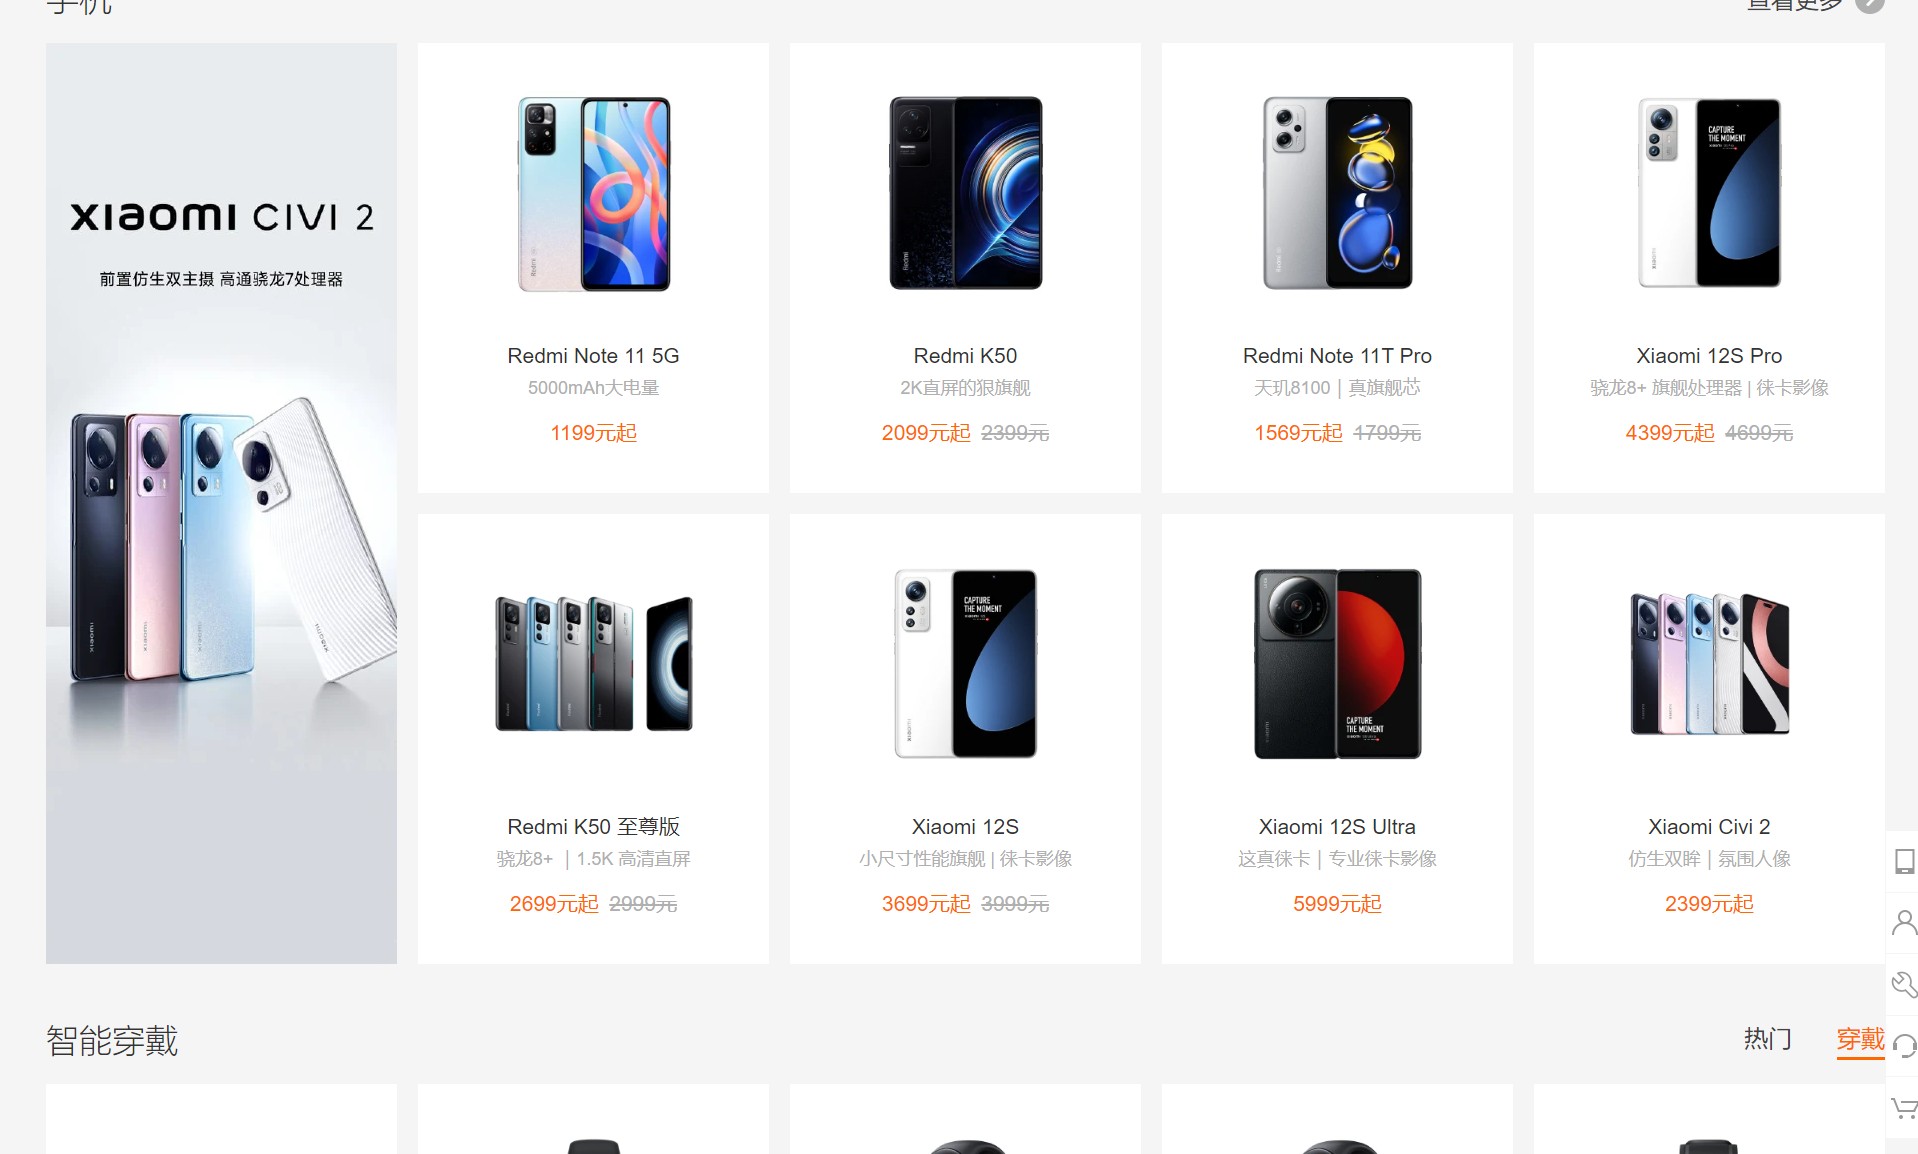 手机
查看更多
XIAOMI CIVI 2
前置仿生双主摄 高通骁龙7处理器
Redmi Note 11 5G
5000mAh大电量
1199元起
Redmi K50
2K直屏的狠旗舰
2099元起 2399元
Redmi Note 11T Pro
天玑8100｜真旗舰芯
1569元起 1799元
CAPTURE
THE MOMENT
Xiaomi 12S Pro
骁龙8+ 旗舰处理器 | 徕卡影像
4399元起 4699元
Redmi K50 至尊版
骁龙8+ ｜1.5K 高清直屏
2699元起 2999元
CAPTURE
THE MOMENT
Xiaomi 12S
小尺寸性能旗舰 | 徕卡影像
3699元起 3999元
CAPTURE
THE MOMENT
Xiaomi 12S Ultra
这真徕卡｜专业徕卡影像
5999元起
Xiaomi Civi 2
仿生双眸｜氛围人像
2399元起
智能穿戴
热门
穿戴